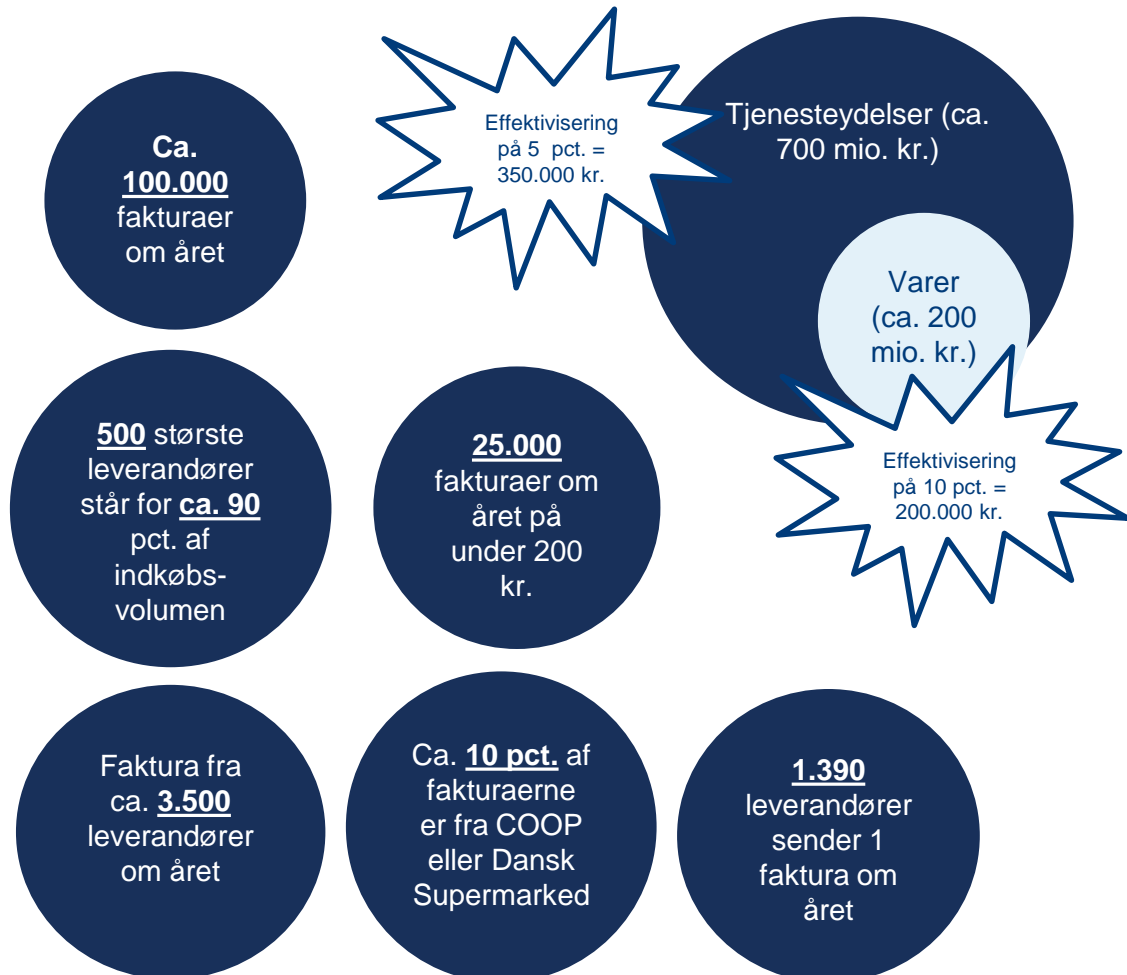 Ca.
100.000
fakturaer
om året
Effektivisering
på 5 pct. =
350.000 kr.
Tjenesteydelser (ca.
700 mio. kr.)
Varer
(ca. 200
mio. kr.)
Effektivisering
på 10 pct. =
200.000 kr.
500 største
leverandører
står for ca. 90
pct. af
indkøbs-
volumen
25.000
fakturaer om
året på
under 200
kr.
Faktura fra
ca. 3.500
leverandører
om året
Ca. 10 pct. af
fakturaerne
er fra COOP
eller Dansk
Supermarked
1.390
leverandører
sender 1
faktura om
året